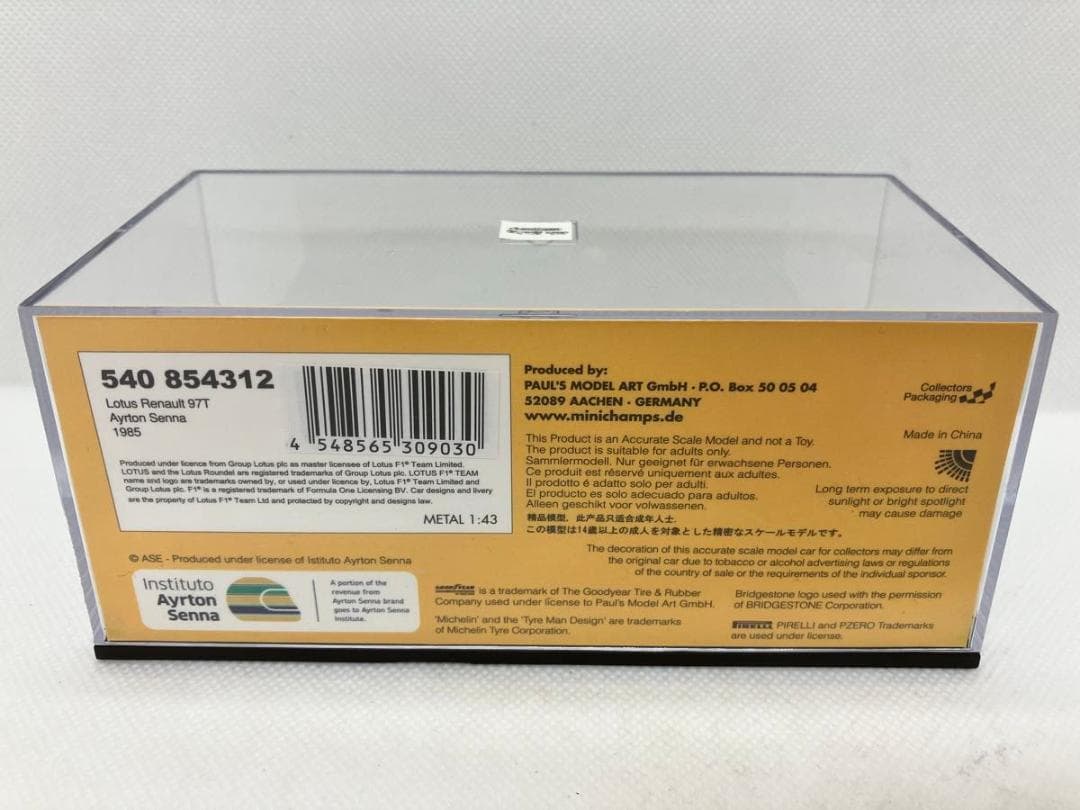 540 854312
Lotus Renault 97T
Ayrton Senna
1985
4 548565 309030
Produced under licence from Group Lotus plc as master licensee of Lotus F1® Team Limited.
LOTUS and the Lotus Roundel are registered trademarks of Group Lotus plc. LOTUS F1® TEAM
name and logo are trademarks owned by, or used under licence by, Lotus F1® Team Limited and
Group Lotus plc. F1® is a registered trademark of Formula One Licensing BV. Car designs and livery
are the property of Lotus F1® Team Ltd and protected by copyright and designs law.
METAL 1:43
© ASE - Produced under license of Istituto Ayrton Senna
Instituto
Ayrton
Senna
A portion of the
revenue from
Ayrton Senna brand
goes to Ayrton Senna
Institute.
Produced by:
PAUL'S MODEL ART GmbH · P.O. Box 50 05 04
52089 AACHEN · GERMANY
www.minichamps.de
This Product is an Accurate Scale Model and not a Toy.
The product is suitable for adults only.
Sammlermodell. Nur geeignet für erwachsene Personen.
Ce produit est réservé uniquement aux adultes.
Il prodotto é adatto solo per adulti.
El producto es solo adecuado para adultos.
Alleen geschikt voor volwassenen.
精品模型，此产品只适合成年人士.
この模型は14歳以上の成人を対象とした精密なスケールモデルです。
Collectors
Packaging
Made in China
Long term exposure to direct
sunlight or bright spotlight
may cause damage
The decoration of this accurate scale model car for collectors may differ from
the original car due to tobacco or alcohol advertising laws or regulations
of the country of sale or the requirements of the individual sponsor.
GOODYEAR is a trademark of The Goodyear Tire & Rubber
Company used under license to Paul's Model Art GmbH.
'Michelin' and the 'Tyre Man Design' are trademarks
of Michelin Tyre Corporation.
Bridgestone logo used with the permission
of BRIDGESTONE Corporation.
PIRELLI PIRELLI and PZERO Trademarks
are used under license.